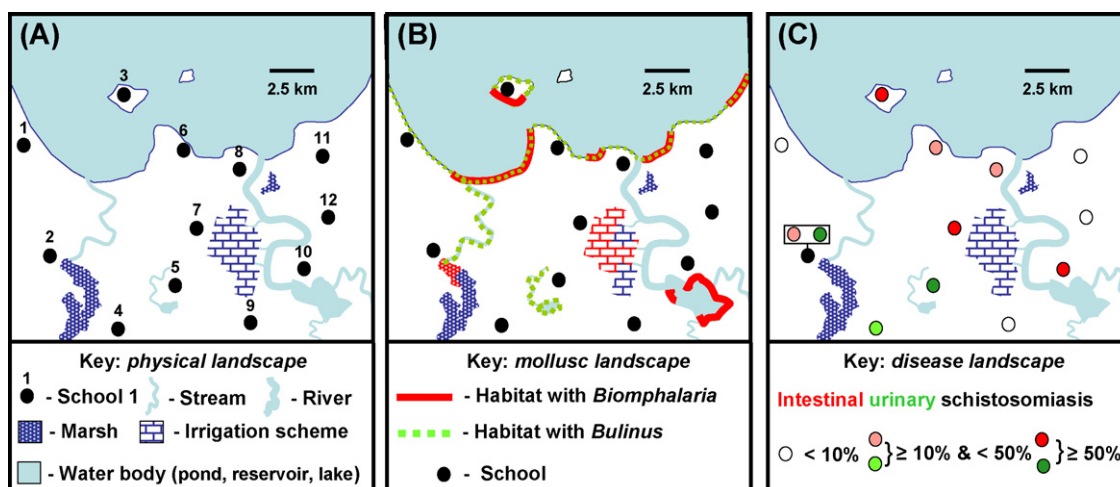 (A)
3
2.5 km
1
6
11
8
12
7
2
10
5
4
9
Key: physical landscape
1
- School 1
- Stream
- River
- Marsh
- Irrigation scheme
- Water body (pond, reservoir, lake)
(B)
2.5 km
Key: mollusc landscape
- Habitat with Biomphalaria
- Habitat with Bulinus
- School
(C)
2.5 km
Key: disease landscape
Intestinal urinary schistosomiasis
< 10% } ≥ 10% & < 50% } ≥ 50%